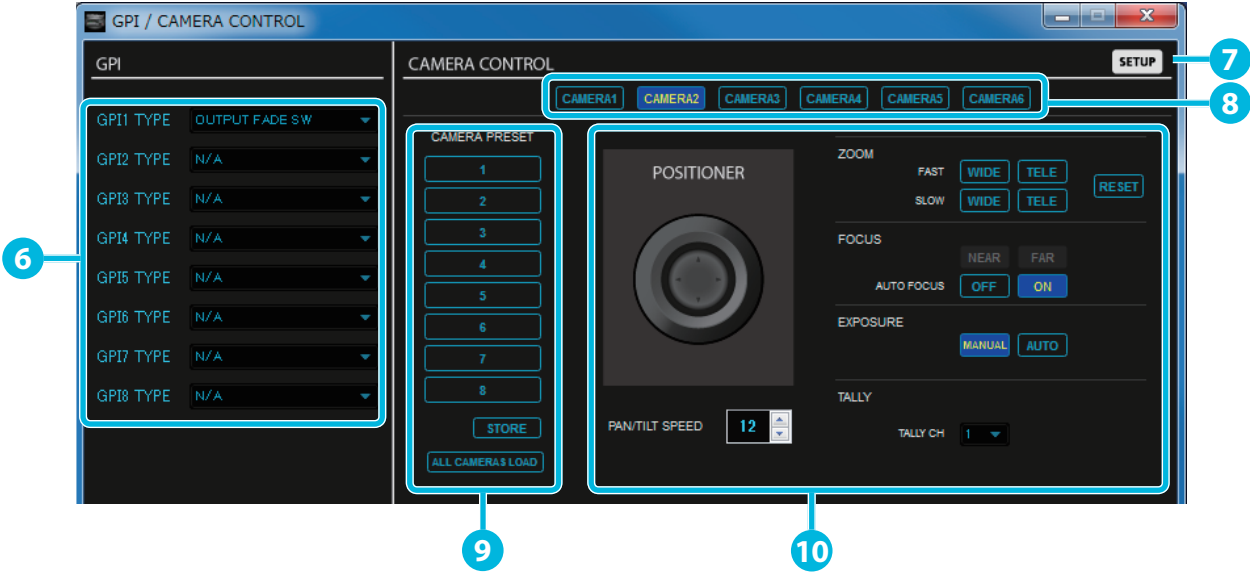 GPI / CAMERA CONTROL
GPI
CAMERA CONTROL
SETUP
7
CAMERA1 CAMERA2 CAMERA3 CAMERA4 CAMERA5 CAMERA6
8
6
GPI1 TYPE OUTPUT FADE SW
GPI2 TYPE N/A
GPI3 TYPE N/A
GPI4 TYPE N/A
GPI5 TYPE N/A
GPI6 TYPE N/A
GPI7 TYPE N/A
GPI8 TYPE N/A
CAMERA PRESET
1
2
3
4
5
6
7
8
STORE
ALL CAMERAS LOAD
POSITIONER
PAN/TILT SPEED 12
ZOOM
FAST WIDE TELE
RESET
SLOW WIDE TELE
FOCUS
NEAR FAR
AUTO FOCUS OFF ON
EXPOSURE
MANUAL AUTO
TALLY
TALLY CH 1
9
10